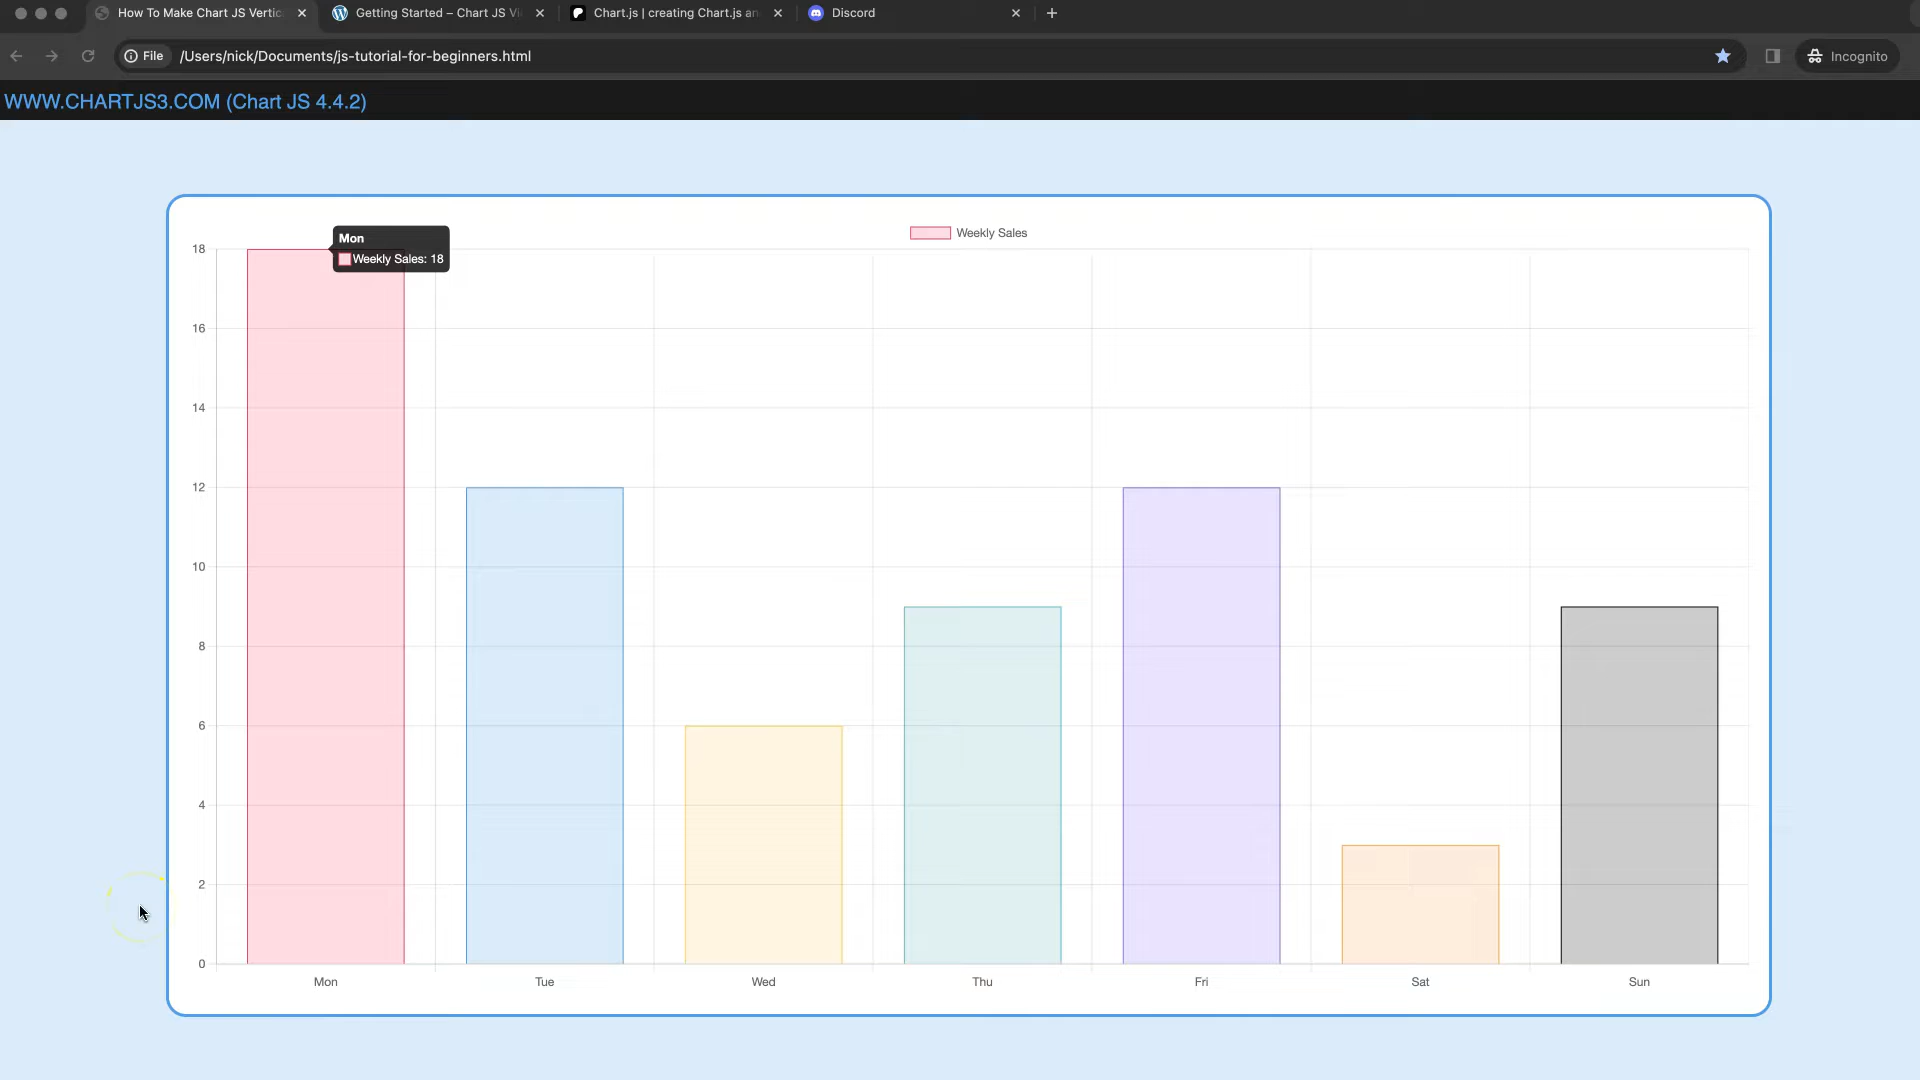 How To Make Chart JS Vertic
Getting Started – Chart JS Vi
Chart.js | creating Chart.js an
Discord
File
/Users/nick/Documents/js-tutorial-for-beginners.html
Incognito
WWW.CHARTJS3.COM (Chart JS 4.4.2)
Weekly Sales
Mon
Weekly Sales: 18
18
16
14
12
10
8
6
4
2
0
Mon
Tue
Wed
Thu
Fri
Sat
Sun